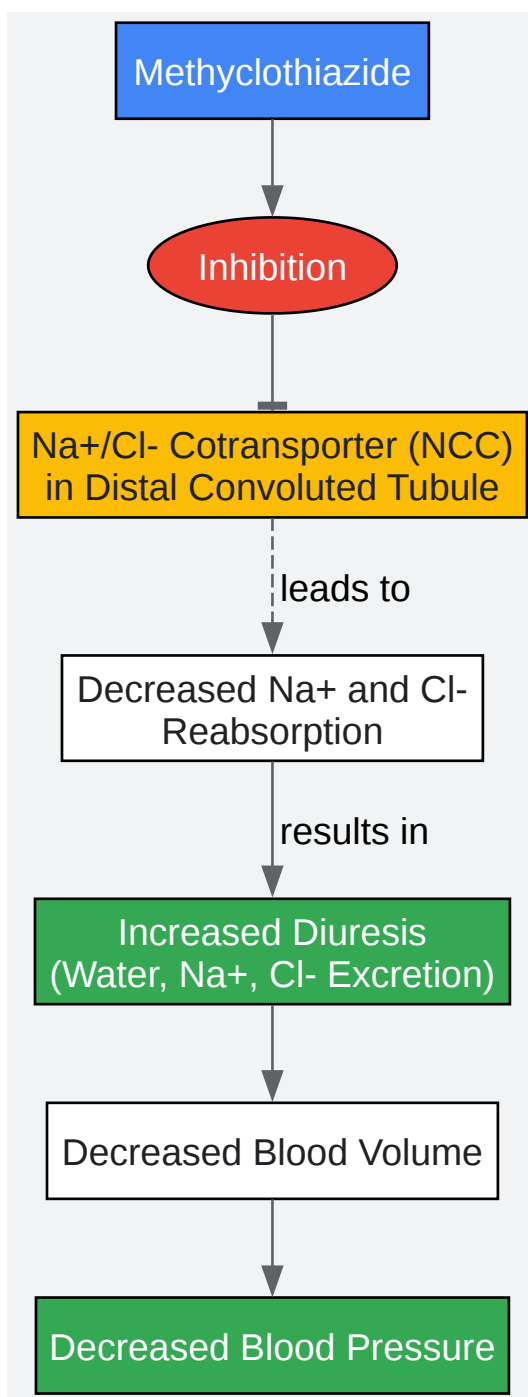 Methyclothiazide
Inhibition
Na+/Cl- Cotransporter (NCC)
in Distal Convoluted Tubule
leads to
Decreased Na+ and Cl-
Reabsorption
results in
Increased Diuresis
(Water, Na+, Cl- Excretion)
Decreased Blood Volume
Decreased Blood Pressure